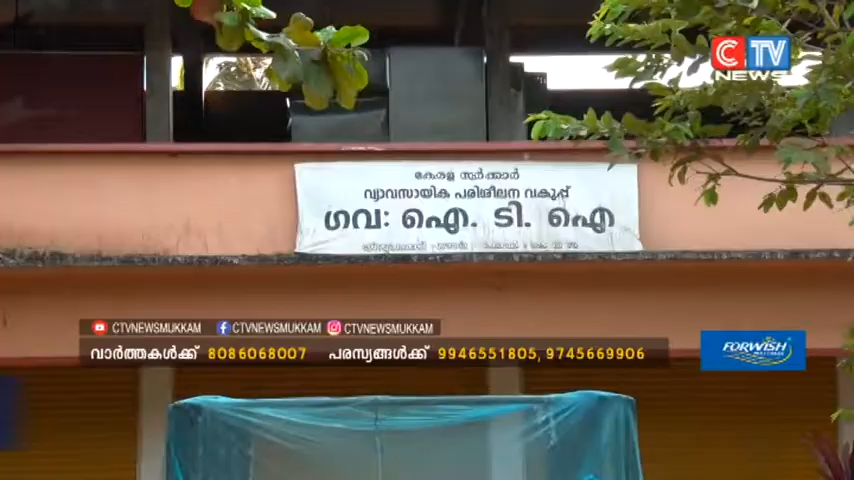 CTV
NEWS
കേരള സർക്കാർ
വ്യാവസായിക പരിശീലന വകുപ്പ്
ഗവ: ഐ. ടി. ഐ
CTVNEWSMUKKAM CTVNEWSMUKKAM CTVNEWSMUKKAM
വാർത്തകൾക്ക് 8086068007 പരസ്യങ്ങൾക്ക് 9946551805, 9745669906
FORWISH